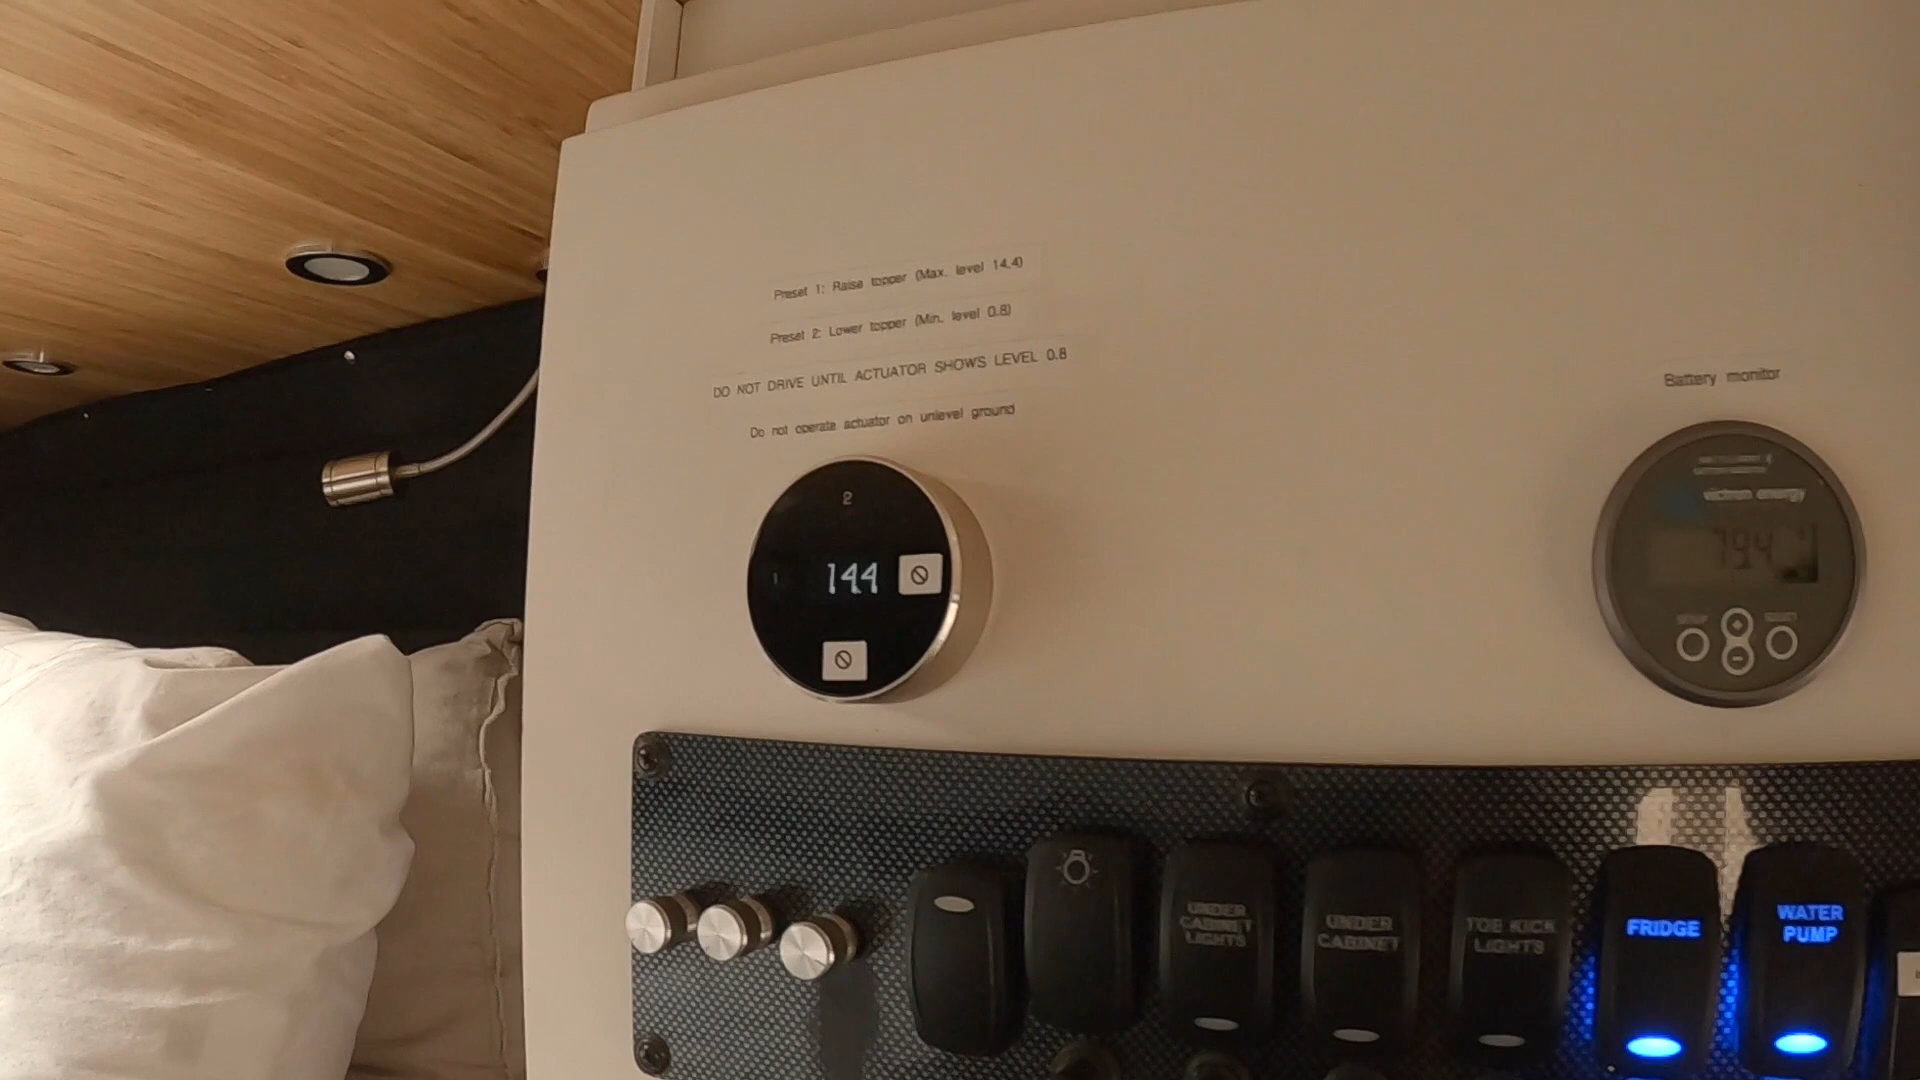 Preset 1: Raise topper (Max. level 14.4)
Preset 2: Lower topper (Min. level 0.8)
DO NOT DRIVE UNTIL ACTUATOR SHOWS LEVEL 0.8
Do not operate actuator on unlevel ground
Battery monitor
2
1
14.4
victron energy
79.4
UNDER
CABINET
LIGHTS
UNDER
CABINET
TOE KICK
LIGHTS
FRIDGE
WATER
PUMP